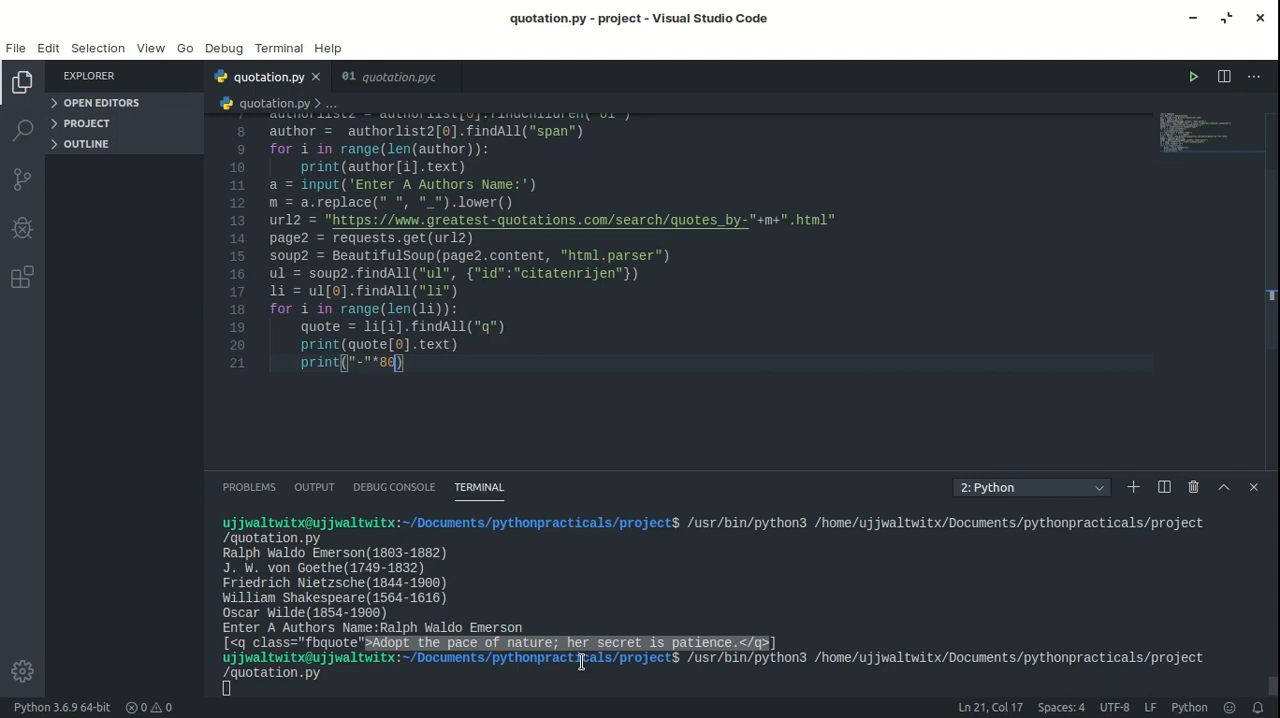 quotation.py - project - Visual Studio Code
File Edit Selection View Go Debug Terminal Help
EXPLORER
OPEN EDITORS
PROJECT
OUTLINE
quotation.py
quotation.pyc
quotation.py > ...
7 authorlist2 = authorlist[0].findChildren("ol")
8 author =  authorlist2[0].findAll("span")
9 for i in range(len(author)):
10     print(author[i].text)
11 a = input('Enter A Authors Name:')
12 m = a.replace(" ", "_").lower()
13 url2 = "https://www.greatest-quotations.com/search/quotes_by-"+m+".html"
14 page2 = requests.get(url2)
15 soup2 = BeautifulSoup(page2.content, "html.parser")
16 ul = soup2.findAll("ul", {"id":"citatenrijen"})
17 li = ul[0].findAll("li")
18 for i in range(len(li)):
19     quote = li[i].findAll("q")
20     print(quote[0].text)
21     print("-"*80)
PROBLEMS OUTPUT DEBUG CONSOLE TERMINAL 2: Python
ujjwaltwitx@ujjwaltwitx:~/Documents/pythonpracticals/project$ /usr/bin/python3 /home/ujjwaltwitx/Documents/pythonpracticals/project
/quotation.py
Ralph Waldo Emerson(1803-1882)
J. W. von Goethe(1749-1832)
Friedrich Nietzsche(1844-1900)
William Shakespeare(1564-1616)
Oscar Wilde(1854-1900)
Enter A Authors Name:Ralph Waldo Emerson
[<q class="fbquote">Adopt the pace of nature; her secret is patience.</q>]
ujjwaltwitx@ujjwaltwitx:~/Documents/pythonpracticals/project$ /usr/bin/python3 /home/ujjwaltwitx/Documents/pythonpracticals/project
/quotation.py
Python 3.6.9 64-bit 0 0 Ln 21, Col 17 Spaces: 4 UTF-8 LF Python